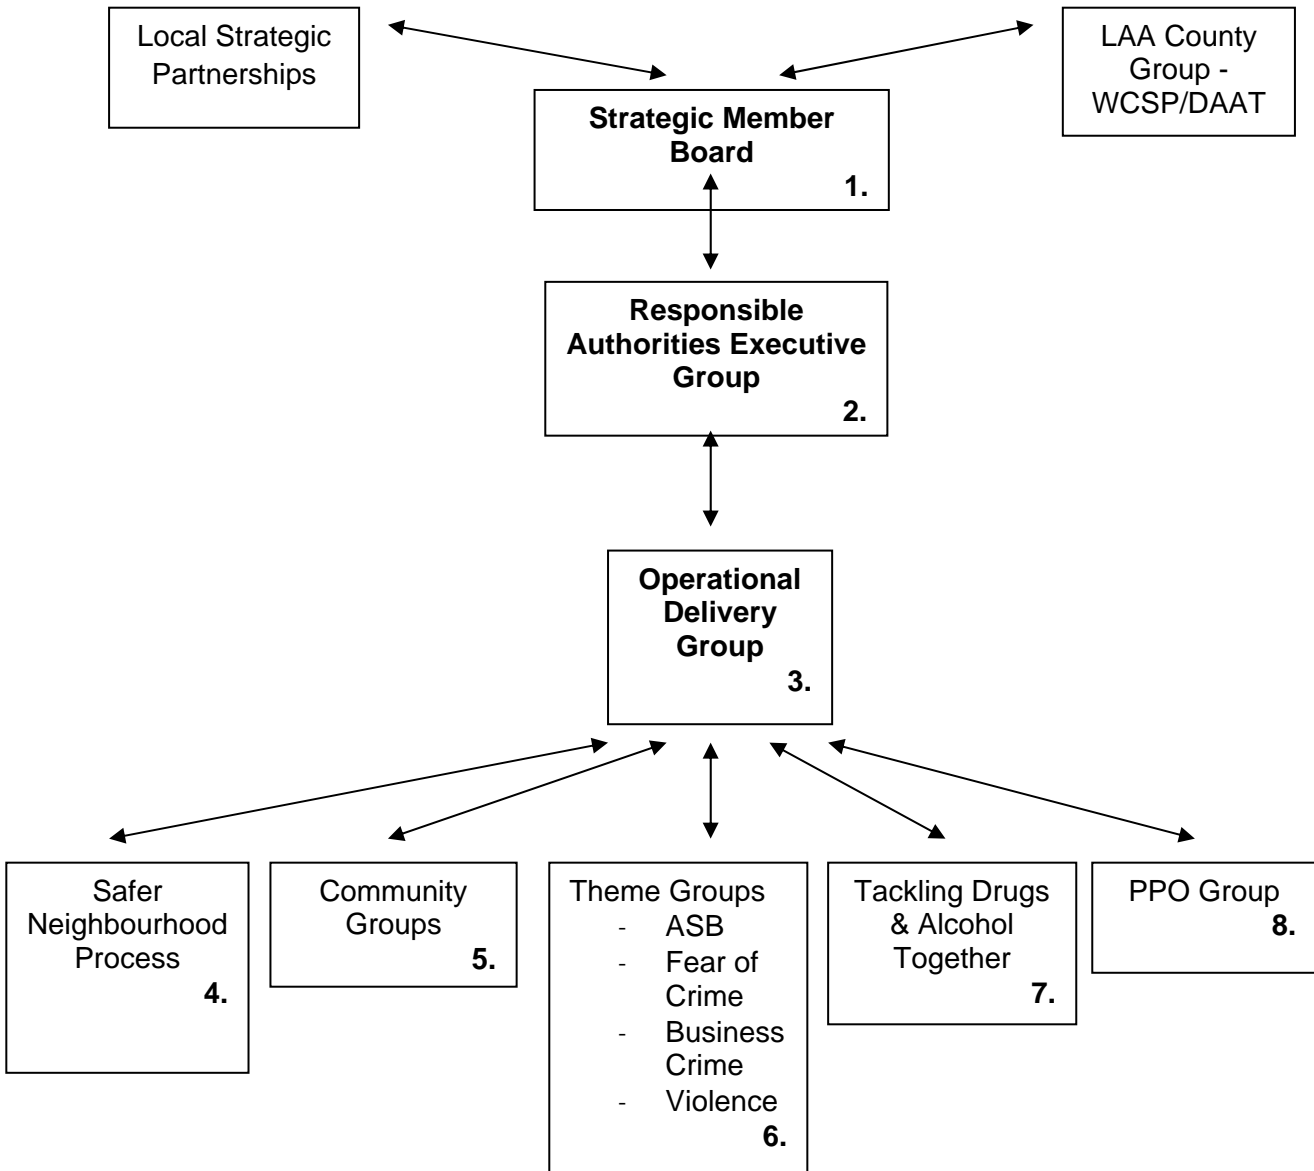 Local Strategic
Partnerships
LAA County
Group -
WCSP/DAAT
Strategic Member
Board
1.
Responsible
Authorities Executive
Group
2.
Operational
Delivery
Group
3.
Safer
Neighbourhood
Process
4.
Community
Groups
5.
Theme Groups
- ASB
- Fear of
Crime
- Business
Crime
- Violence
6.
Tackling Drugs
& Alcohol
Together
7.
PPO Group
8.